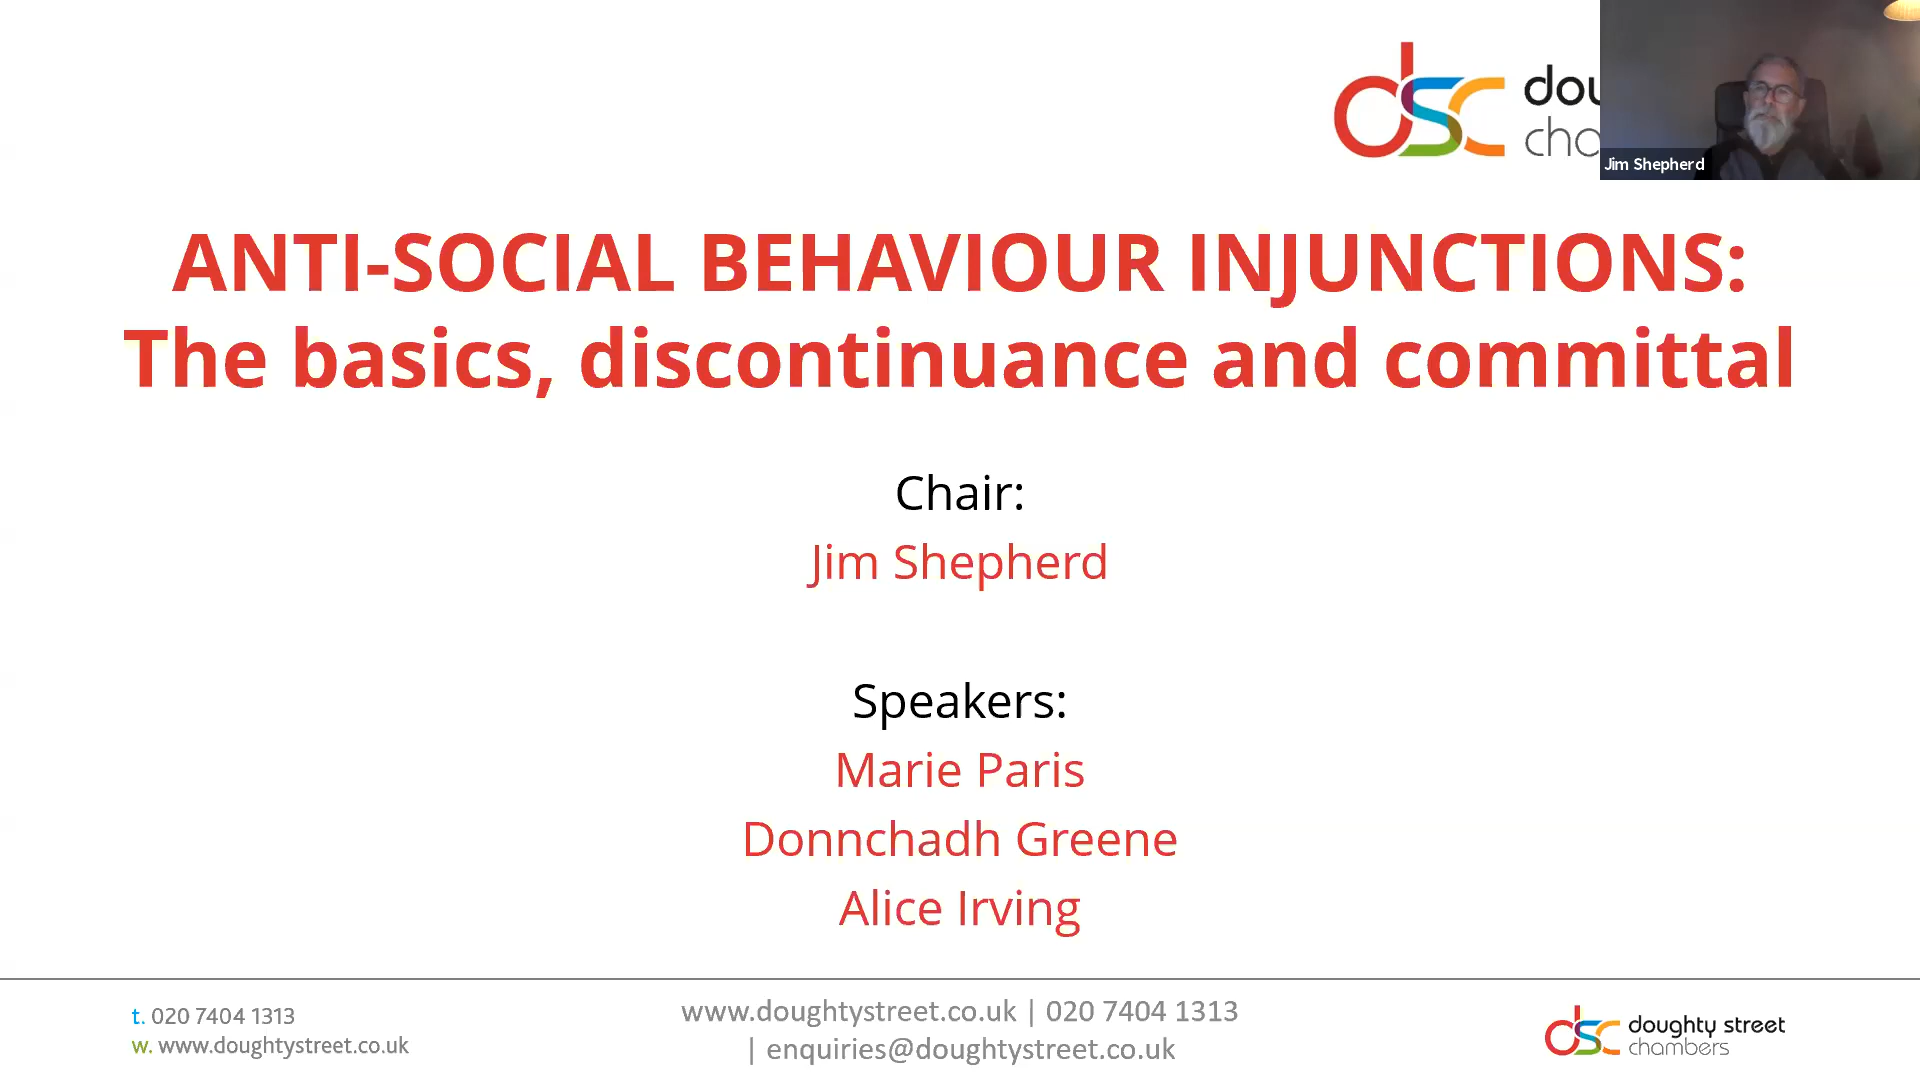 dsc
Jim Shepherd
ANTI-SOCIAL BEHAVIOUR INJUNCTIONS:
The basics, discontinuance and committal
Chair:
Jim Shepherd
Speakers:
Marie Paris
Donnchadh Greene
Alice Irving
t. 020 7404 1313
w. www.doughtystreet.co.uk
www.doughtystreet.co.uk | 020 7404 1313
| enquiries@doughtystreet.co.uk
dsc doughty street
chambers